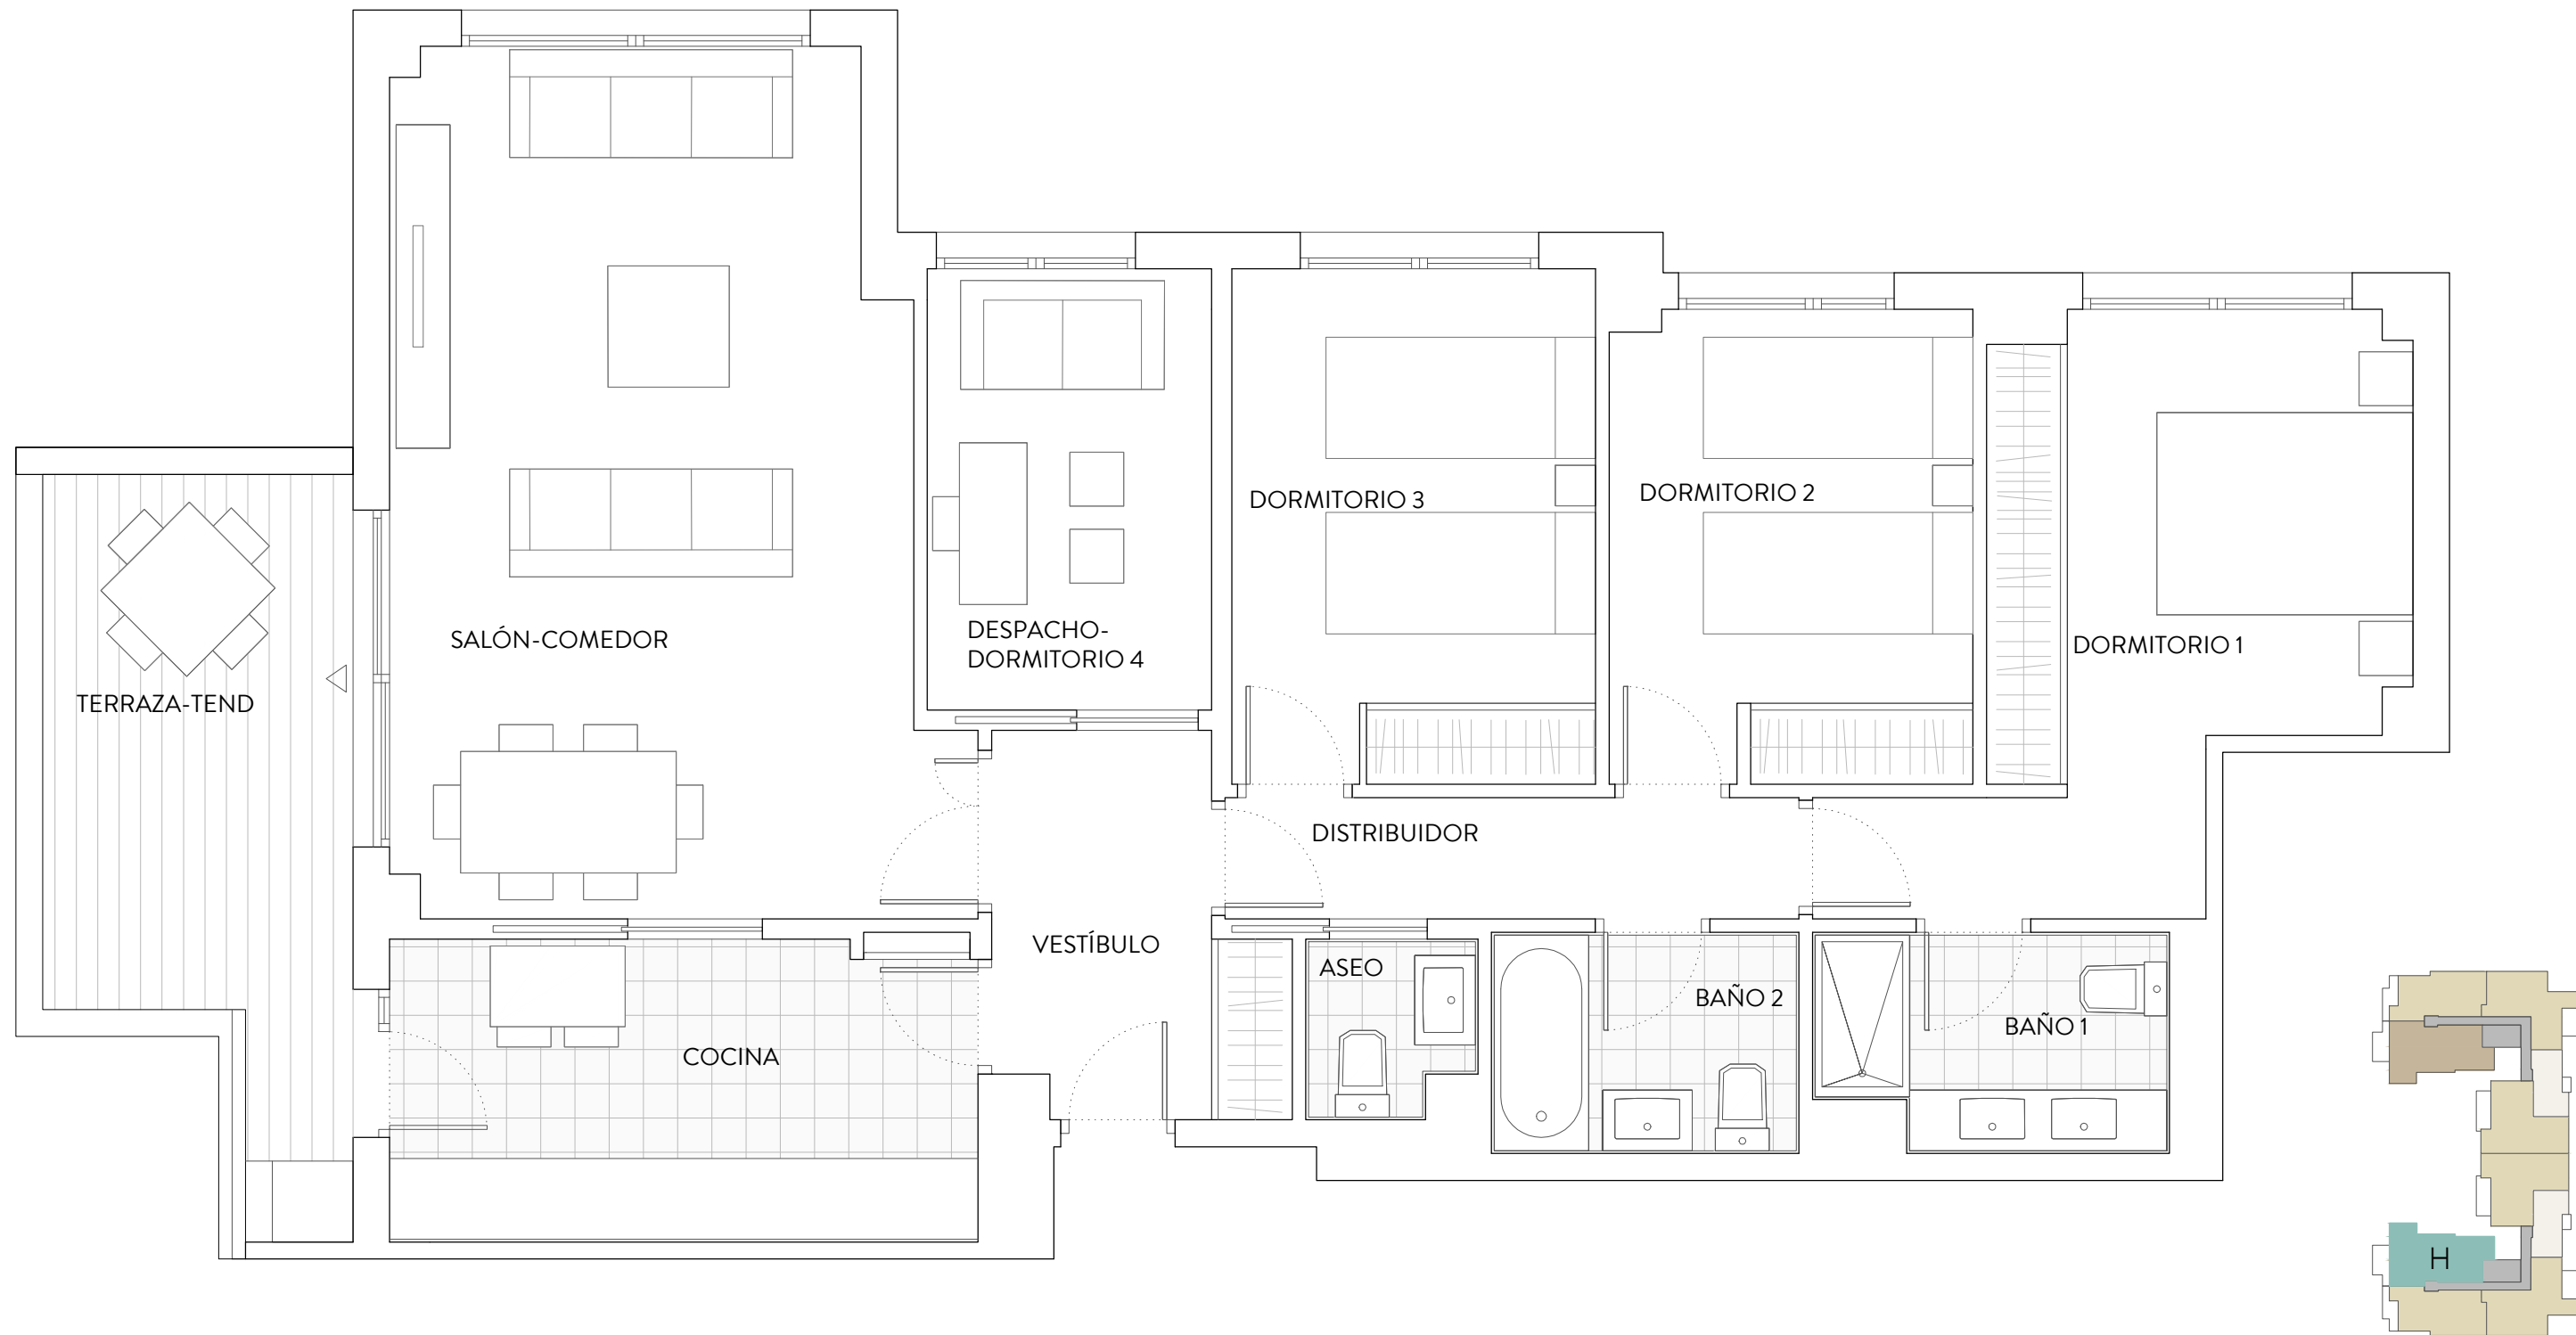 DORMITORIO 3
DORMITORIO 2
SALÓN-COMEDOR
DESPACHO-
DORMITORIO 4
DORMITORIO 1
TERRAZA-TEND
DISTRIBUIDOR
VESTÍBULO
ASEO
BAÑO 2
BAÑO 1
COCINA
H